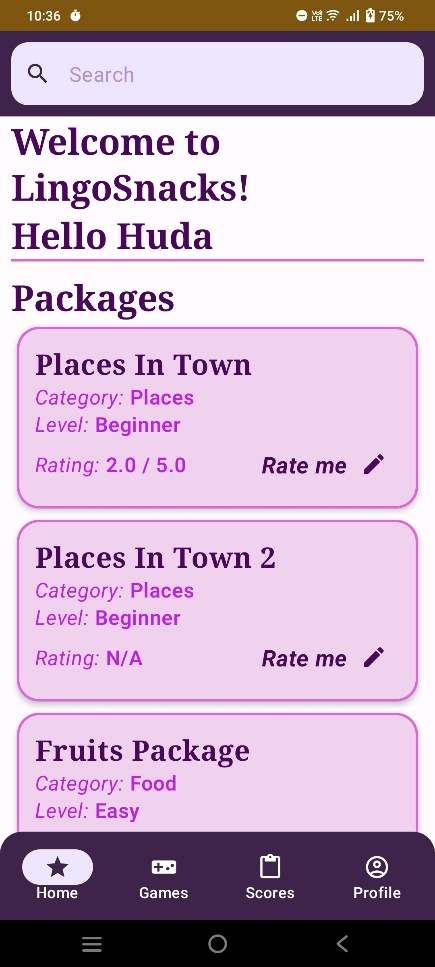 10:36
Vo) LTE
75%
Search
Welcome to
LingoSnacks!
Hello Huda
Packages
Places In Town
Category: Places
Level: Beginner
Rating: 2.0 / 5.0 Rate me
Places In Town 2
Category: Places
Level: Beginner
Rating: N/A Rate me
Fruits Package
Category: Food
Level: Easy
Home Games Scores Profile